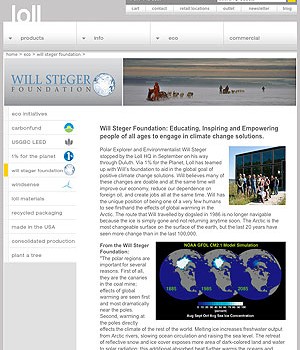 loll
cart contact retail locations outlet newsletter blog
products info eco commercial
home > eco > will steger foundation >
WILL STEGER
FOUNDATION
eco initiatives
carbonfund
USGBC LEED
1% for the planet
will steger foundation
windsense
loll materials
recycled packaging
made in the USA
consolidated production
plant a tree
Will Steger Foundation: Educating, Inspiring and Empowering
people of all ages to engage in climate change solutions.
Polar Explorer and Environmentalist Will Steger
stopped by the Loll HQ in September on his way
through Duluth. Via 1% for the Planet, Loll has teamed
up with Will's foundation to aid in the global goal of
positive climate change solutions. Will believes many of
these changes are doable and at the same time will
improve our economy, reduce our dependence on
foreign oil, and create jobs all at the same time. Will has
the unique position of being one of a very few humans
to see firsthand the effects of global warming in the
Arctic. The route that Will travelled by dogsled in 1986 is no longer navigable
because the ice is simply gone and not returning anytime soon. The Arctic is the
most changeable surface on the earth, but the last 20 years have
seen more change than in the last 100,000.
From the Will Steger
Foundation:
"The polar regions are
important for several
reasons. First of all,
they are the canaries
in the coal mine;
effects of global
warming are seen first
and most dramatically
near the poles.
Second, warming at
the poles directly
effects the climate of the rest of the world. Melting ice increases freshwater output
from Arctic rivers, slowing ocean circulation and raising the sea level. The retreat
of reflective snow and ice cover exposes more area of dark-colored land and water
to solar radiation; this additional absorbed heat further warms the oceans and
NOAA GFDL CM2.1 Model Simulation
1885 1985 2085
Aug Sept Oct Avg Sea Ice Concentration